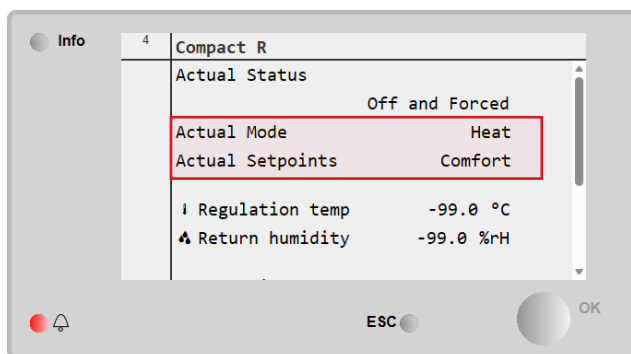 Info
4
Compact R
Actual Status
Off and Forced
Actual Mode Heat
Actual Setpoints Comfort
Regulation temp -99.0 °C
Return humidity -99.0 %rH
ESC
OK